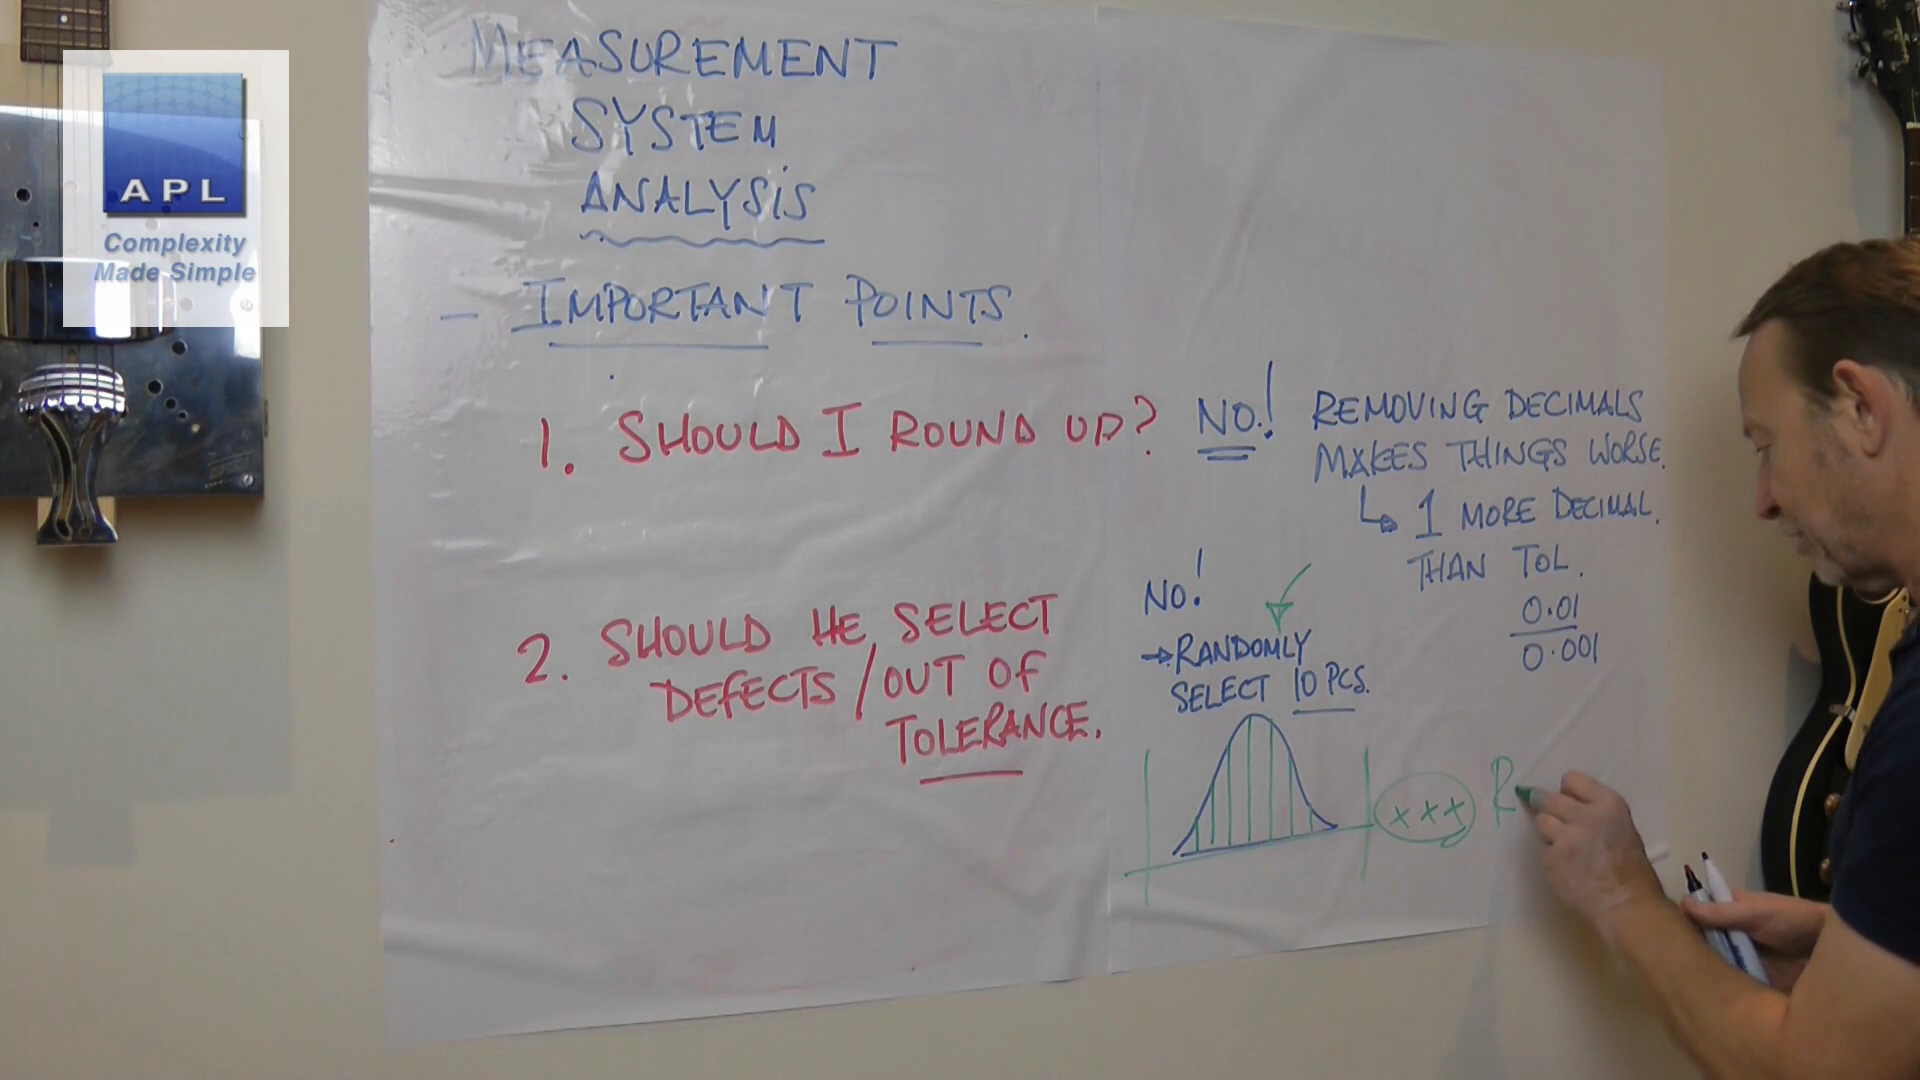 APL
Complexity
Made Simple
MEASUREMENT
SYSTEM
ANALYSiS
- IMPORTANT POINTS.
1. SHOULD I ROUND UP? NO! REMOVING DECIMALS
MAKES THINGS WORSE.
↳ 1 MORE DECIMAL.
THAN TOL.
0.01
0.001
2. SHOULD HE SELECT
DEFECTS / OUT OF
TOLERANCE.
NO!
→ RANDOMLY
SELECT 10 PCS.
x x x R